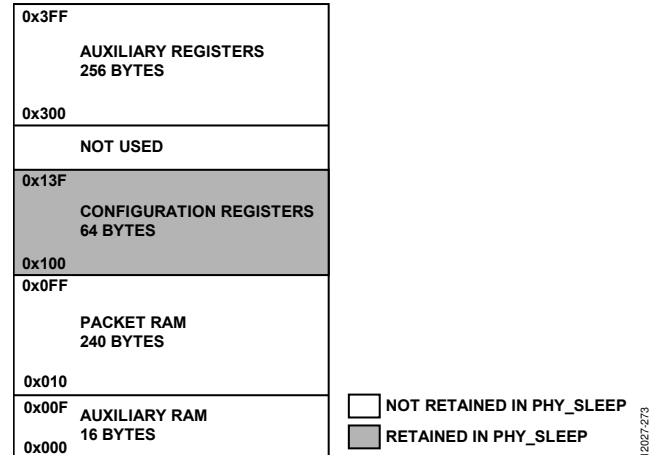 0x3FF
AUXILIARY REGISTERS
256 BYTES
0x300
NOT USED
0x13F
CONFIGURATION REGISTERS
64 BYTES
0x100
0x0FF
PACKET RAM
240 BYTES
0x010
0x00F
AUXILIARY RAM
16 BYTES
0x000
NOT RETAINED IN PHY_SLEEP
RETAINED IN PHY_SLEEP
12027-273